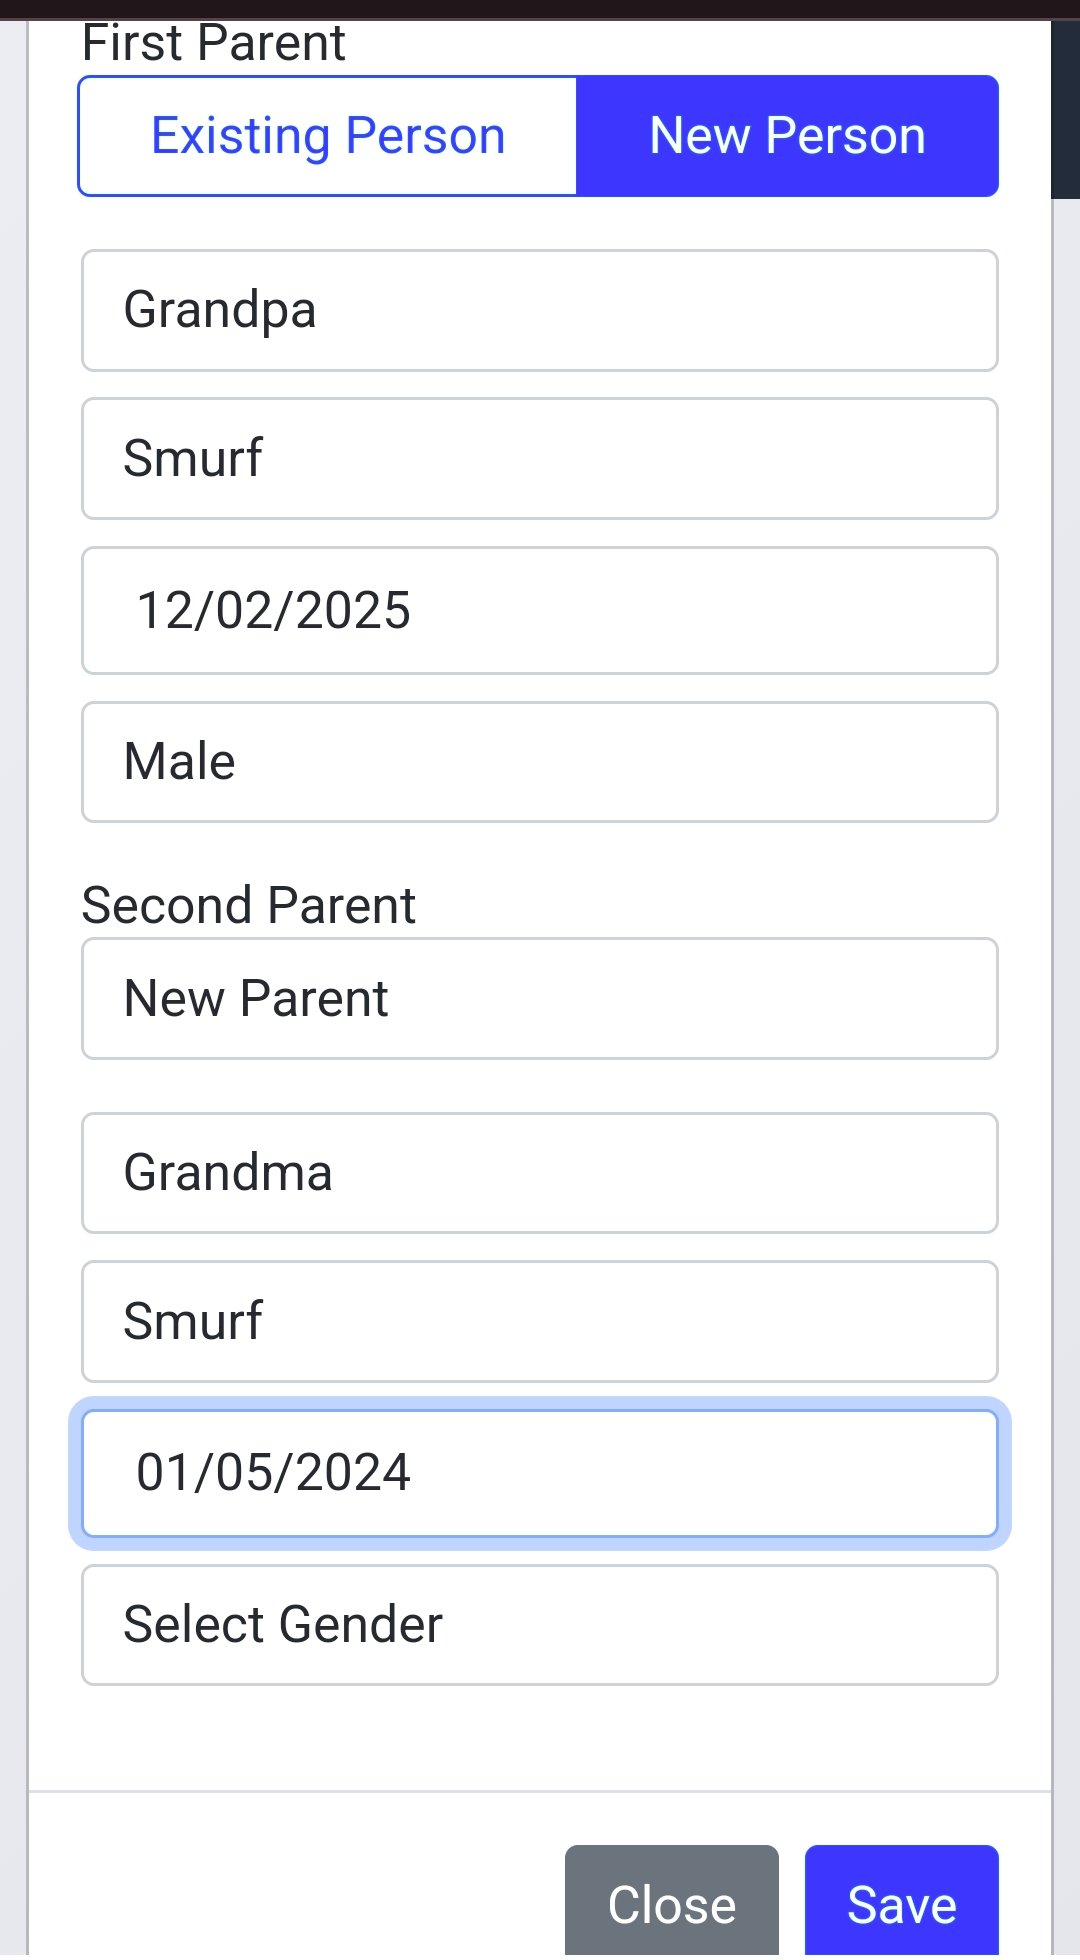 First Parent
Existing Person
New Person
Grandpa
Smurf
12/02/2025
Male
Second Parent
New Parent
Grandma
Smurf
01/05/2024
Select Gender
Close
Save